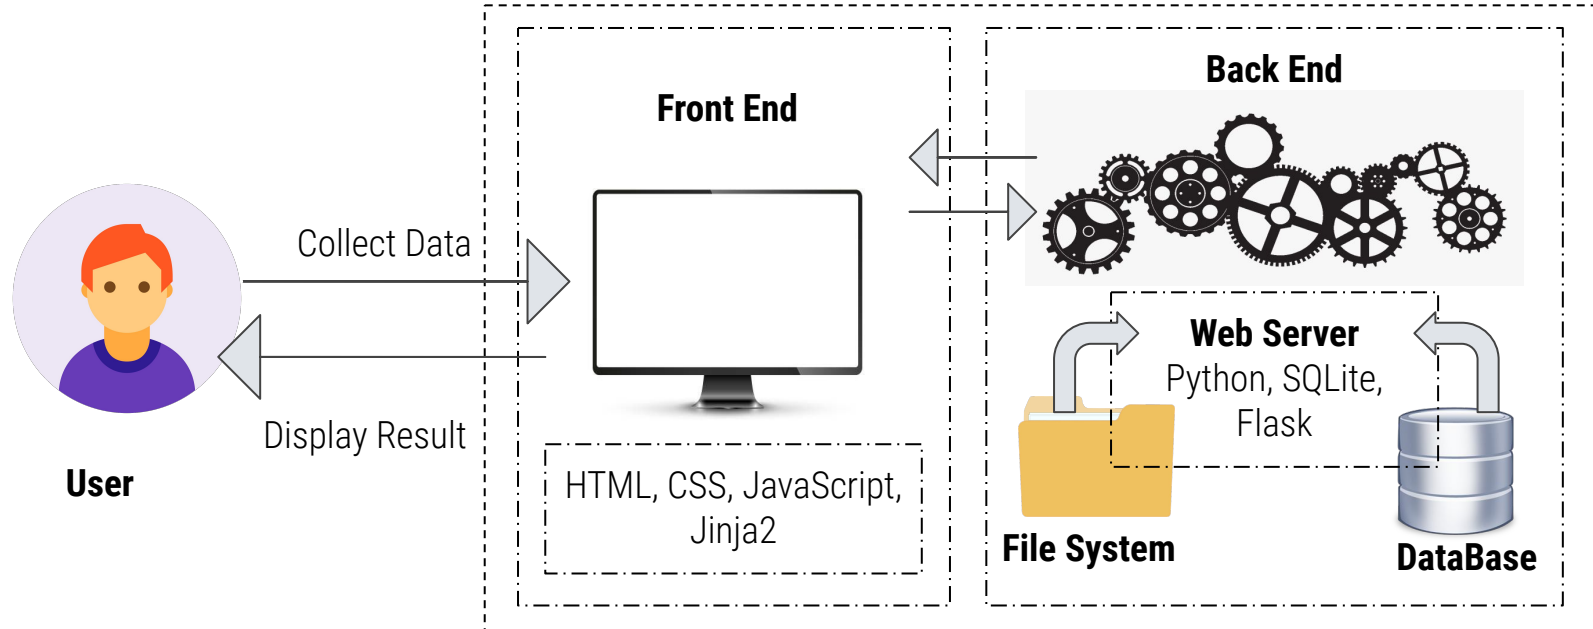 User
Collect Data
Display Result
Front End
HTML, CSS, JavaScript,
Jinja2
Back End
Web Server
Python, SQLite,
Flask
File System
DataBase